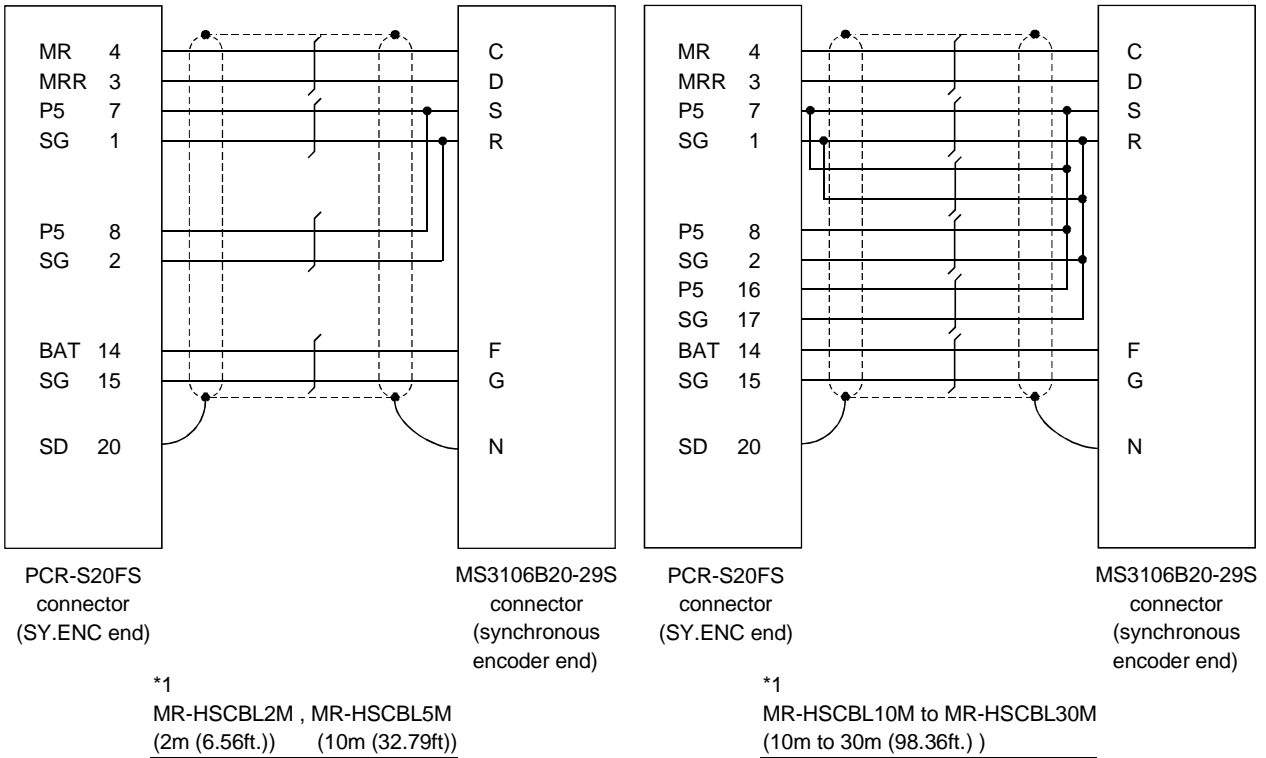 MR 4 C
MRR 3 D
P5 7 S
SG 1 R
P5 8
SG 2
BAT 14 F
SG 15 G
SD 20 N
PCR-S20FS
connector
(SY.ENC end)
MS3106B20-29S
connector
(synchronous
encoder end)
*1
MR-HSCBL2M , MR-HSCBL5M
(2m (6.56ft.)) (10m (32.79ft))
MR 4 C
MRR 3 D
P5 7 S
SG 1 R
P5 8
SG 2
P5 16
SG 17
BAT 14 F
SG 15 G
SD 20 N
PCR-S20FS
connector
(SY.ENC end)
MS3106B20-29S
connector
(synchronous
encoder end)
*1
MR-HSCBL10M to MR-HSCBL30M
(10m to 30m (98.36ft.) )